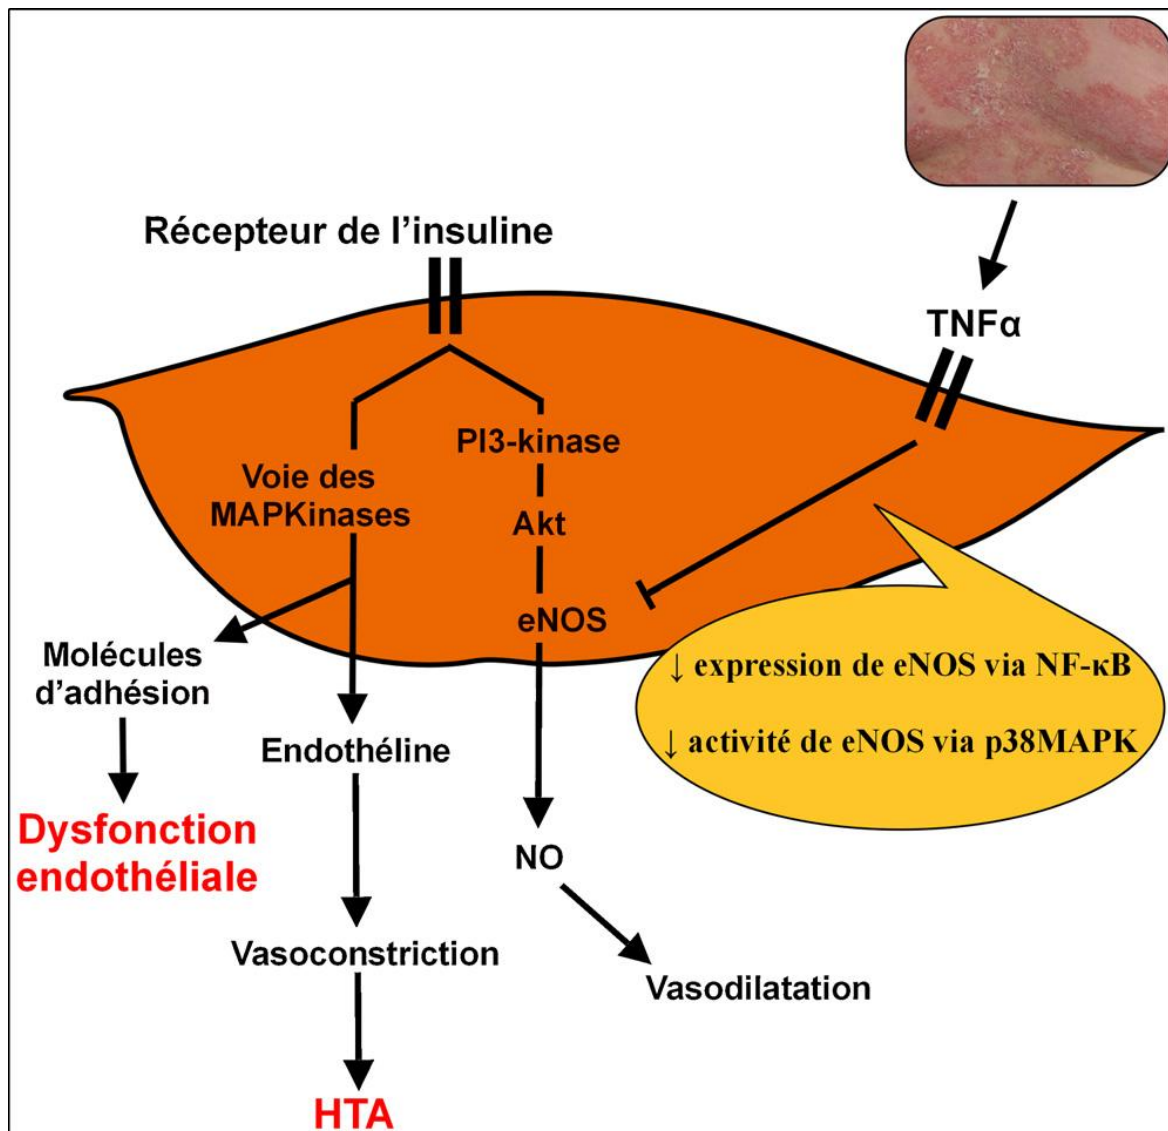 Récepteur de l’insuline
TNFα
PI3-kinase
Voie des
MAPKinases
Akt
eNOS
Molécules
d’adhésion
↓ expression de eNOS via NF-κB
↓ activité de eNOS via p38MAPK
Endothéline
Dysfonction
endothéliale
NO
Vasoconstriction
Vasodilatation
HTA